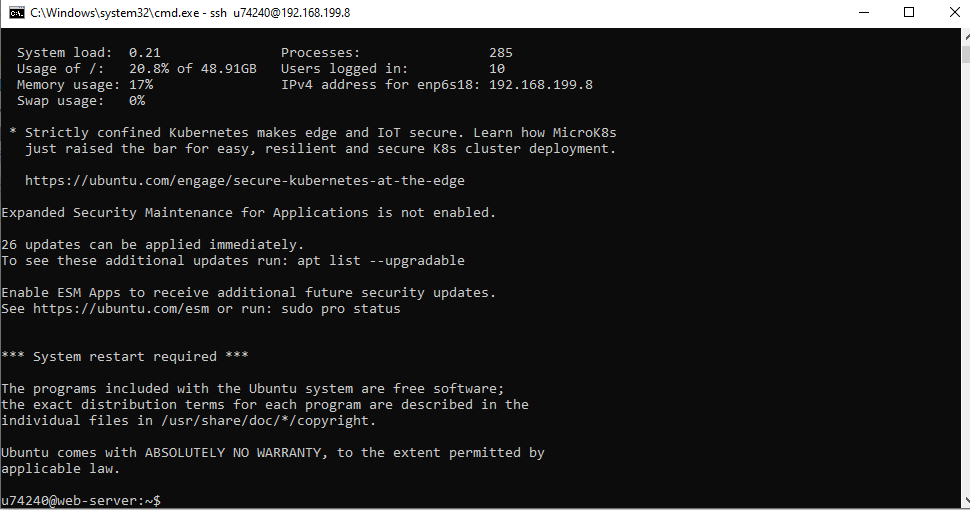 C:\Windows\system32\cmd.exe - ssh  u74240@192.168.199.8
System load:  0.21               Processes:                285
Usage of /:   20.8% of 48.91GB   Users logged in:          10
Memory usage: 17%                IPv4 address for enp6s18: 192.168.199.8
Swap usage:   0%
* Strictly confined Kubernetes makes edge and IoT secure. Learn how MicroK8s
just raised the bar for easy, resilient and secure K8s cluster deployment.
https://ubuntu.com/engage/secure-kubernetes-at-the-edge
Expanded Security Maintenance for Applications is not enabled.
26 updates can be applied immediately.
To see these additional updates run: apt list --upgradable
Enable ESM Apps to receive additional future security updates.
See https://ubuntu.com/esm or run: sudo pro status
*** System restart required ***
The programs included with the Ubuntu system are free software;
the exact distribution terms for each program are described in the
individual files in /usr/share/doc/*/copyright.
Ubuntu comes with ABSOLUTELY NO WARRANTY, to the extent permitted by
applicable law.
u74240@web-server:~$